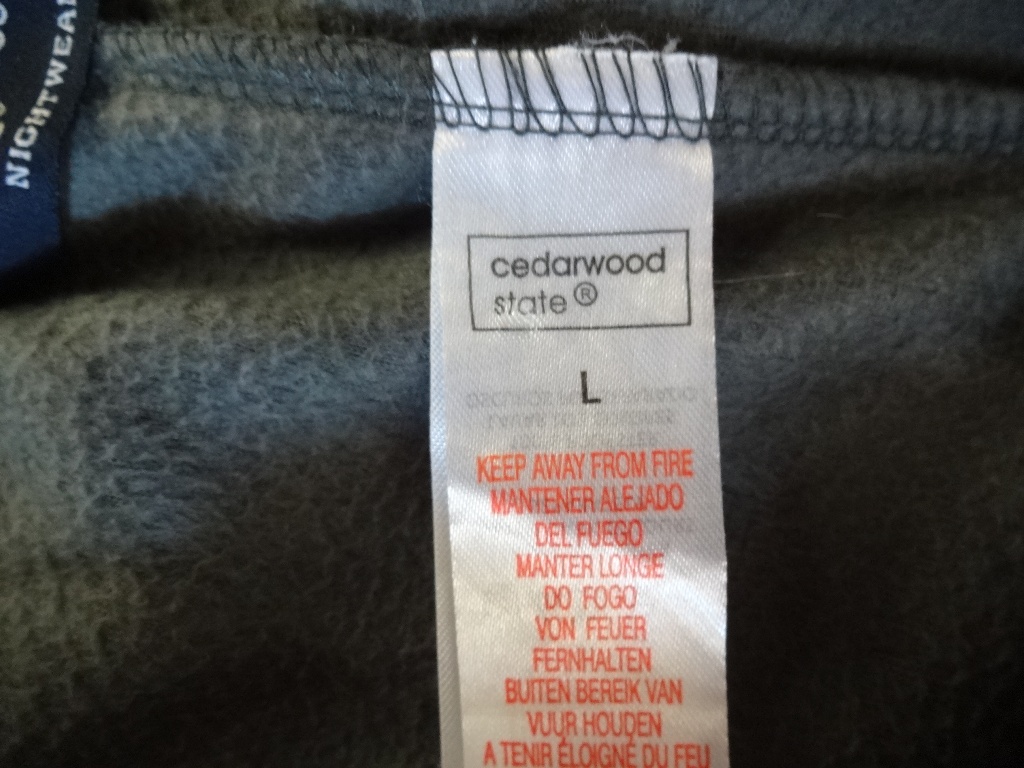 NIGHTWEA
cedarwood
state®
L
KEEP AWAY FROM FIRE
MANTENER ALEJADO
DEL FUEGO
MANTER LONGE
DO FOGO
VON FEUER
FERNHALTEN
BUITEN BEREIK VAN
VUUR HOUDEN
A TENIR ÉLOIGNÉ DU FEU